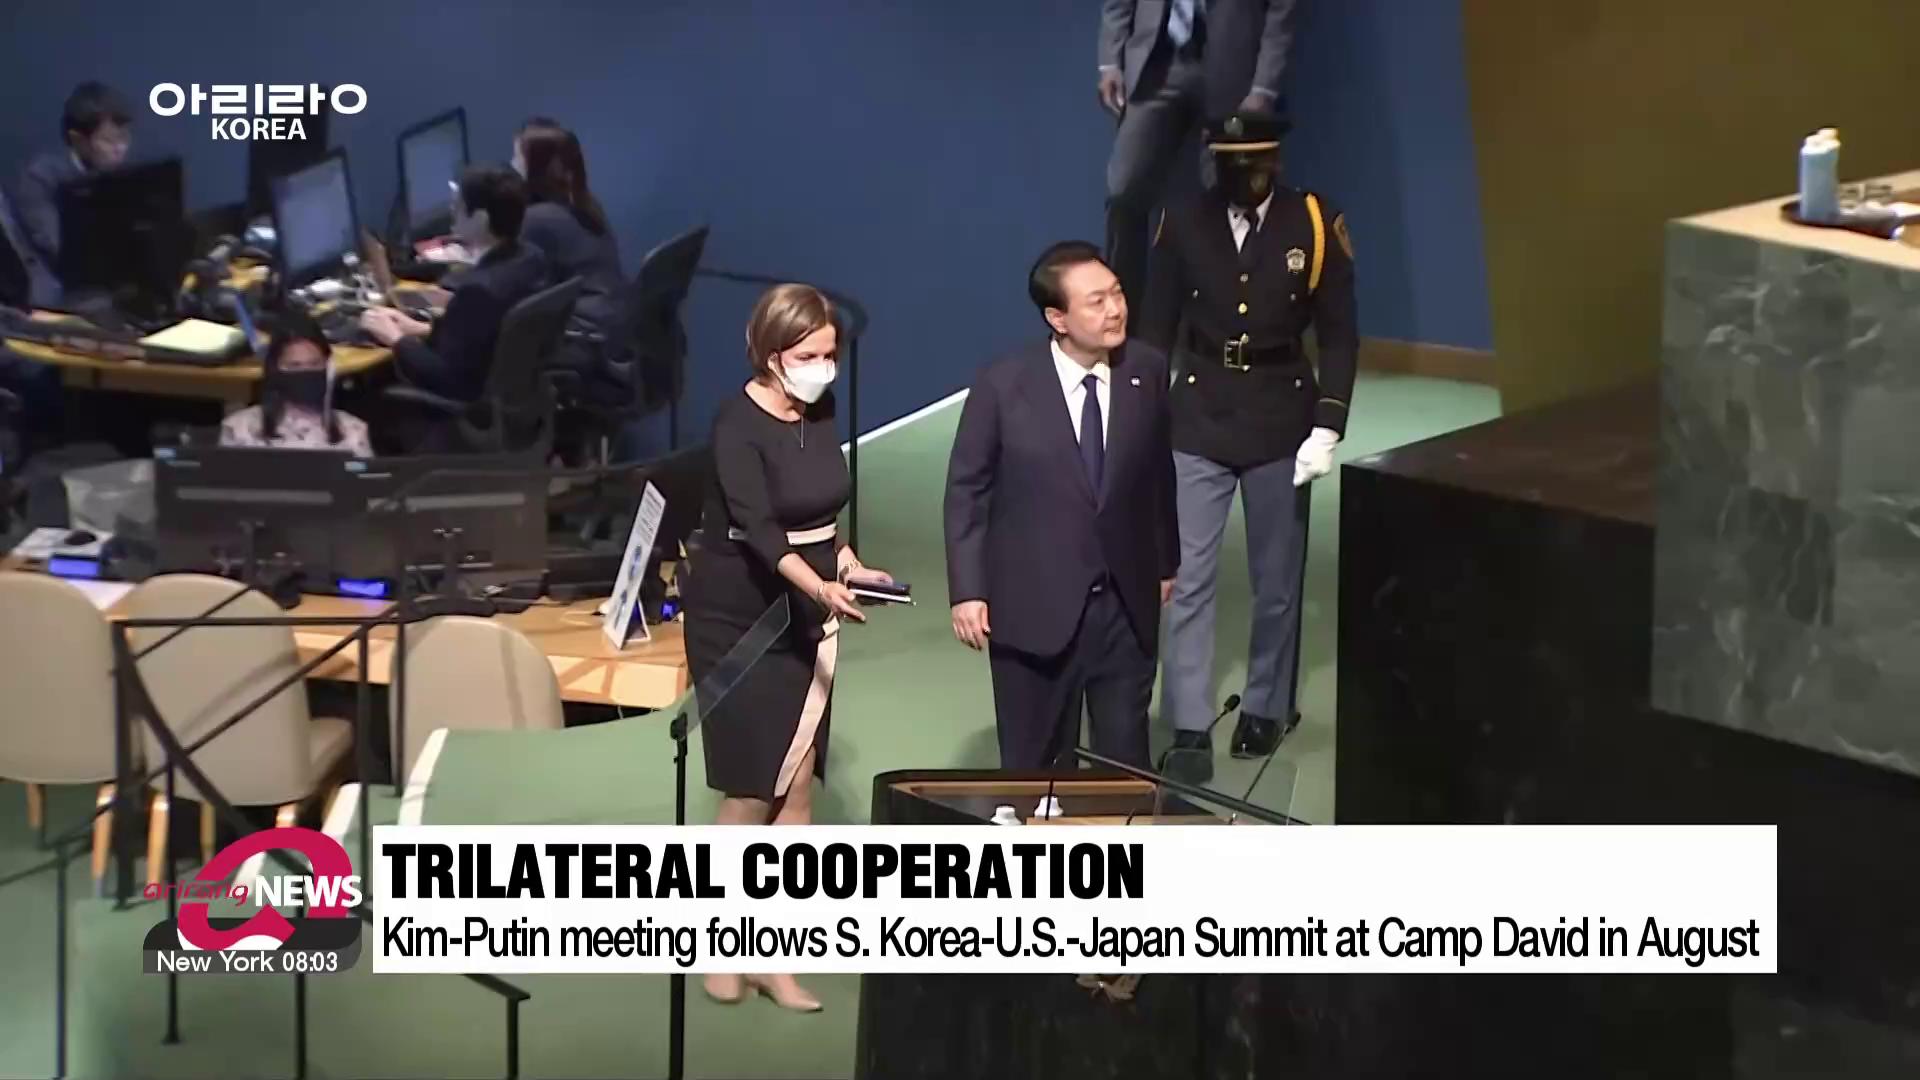 아리랑
KOREA
TRILATERAL COOPERATION
arirang NEWS
Kim-Putin meeting follows S. Korea-U.S.-Japan Summit at Camp David in August
New York 08:03